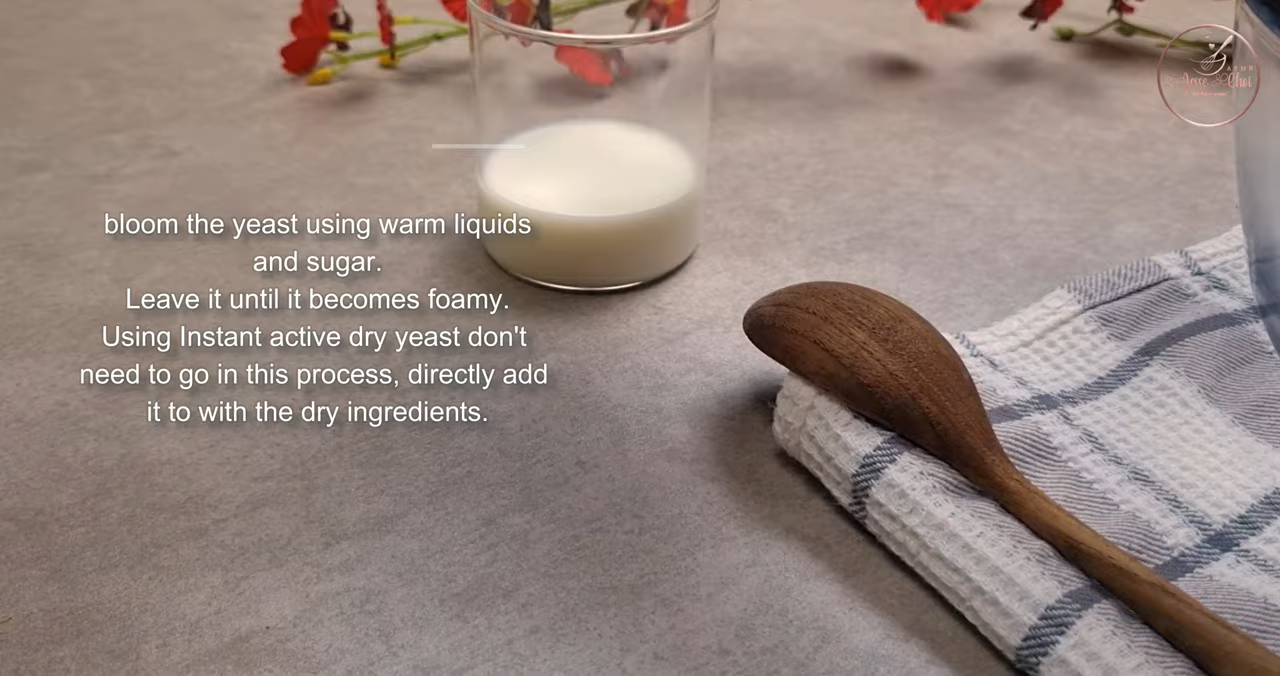 bloom the yeast using warm liquids
and sugar.
Leave it until it becomes foamy.
Using Instant active dry yeast don't
need to go in this process, directly add
it to with the dry ingredients.
ASMR